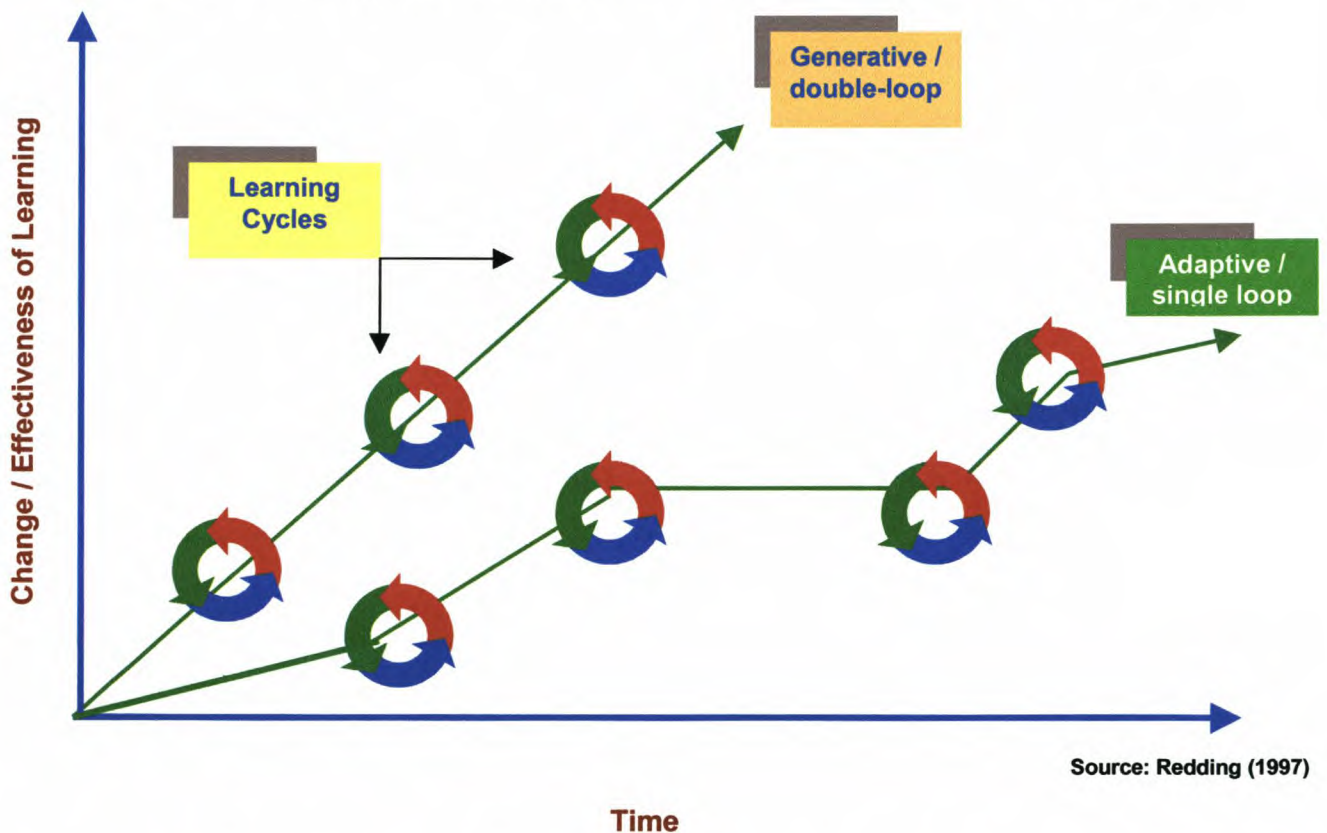 Generative /
double-loop
Learning
Cycles
Change / Effectiveness of Learning
Adaptive /
single loop
Source: Redding (1997)
Time